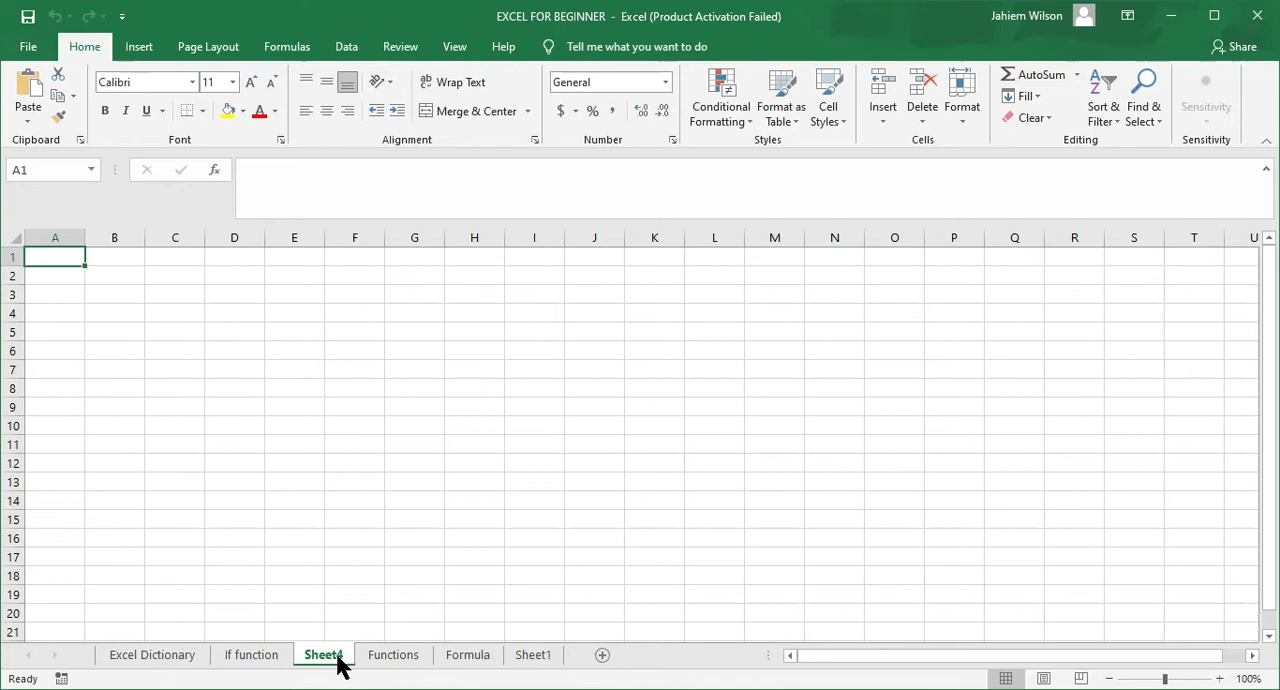 EXCEL FOR BEGINNER - Excel (Product Activation Failed)
Jahiem Wilson
File Home Insert Page Layout Formulas Data Review View Help Tell me what you want to do Share
Calibri 11 Wrap Text General AutoSum
Paste B I U Merge & Center $ % , Conditional Formatting Format as Table Cell Styles Insert Delete Format Fill Clear Sort & Filter Find & Select Sensitivity
Clipboard Font Alignment Number Styles Cells Editing Sensitivity
A1 fx
A B C D E F G H I J K L M N O P Q R S T U
1
2
3
4
5
6
7
8
9
10
11
12
13
14
15
16
17
18
19
20
21
Excel Dictionary If function Sheet4 Functions Formula Sheet1
Ready 100%